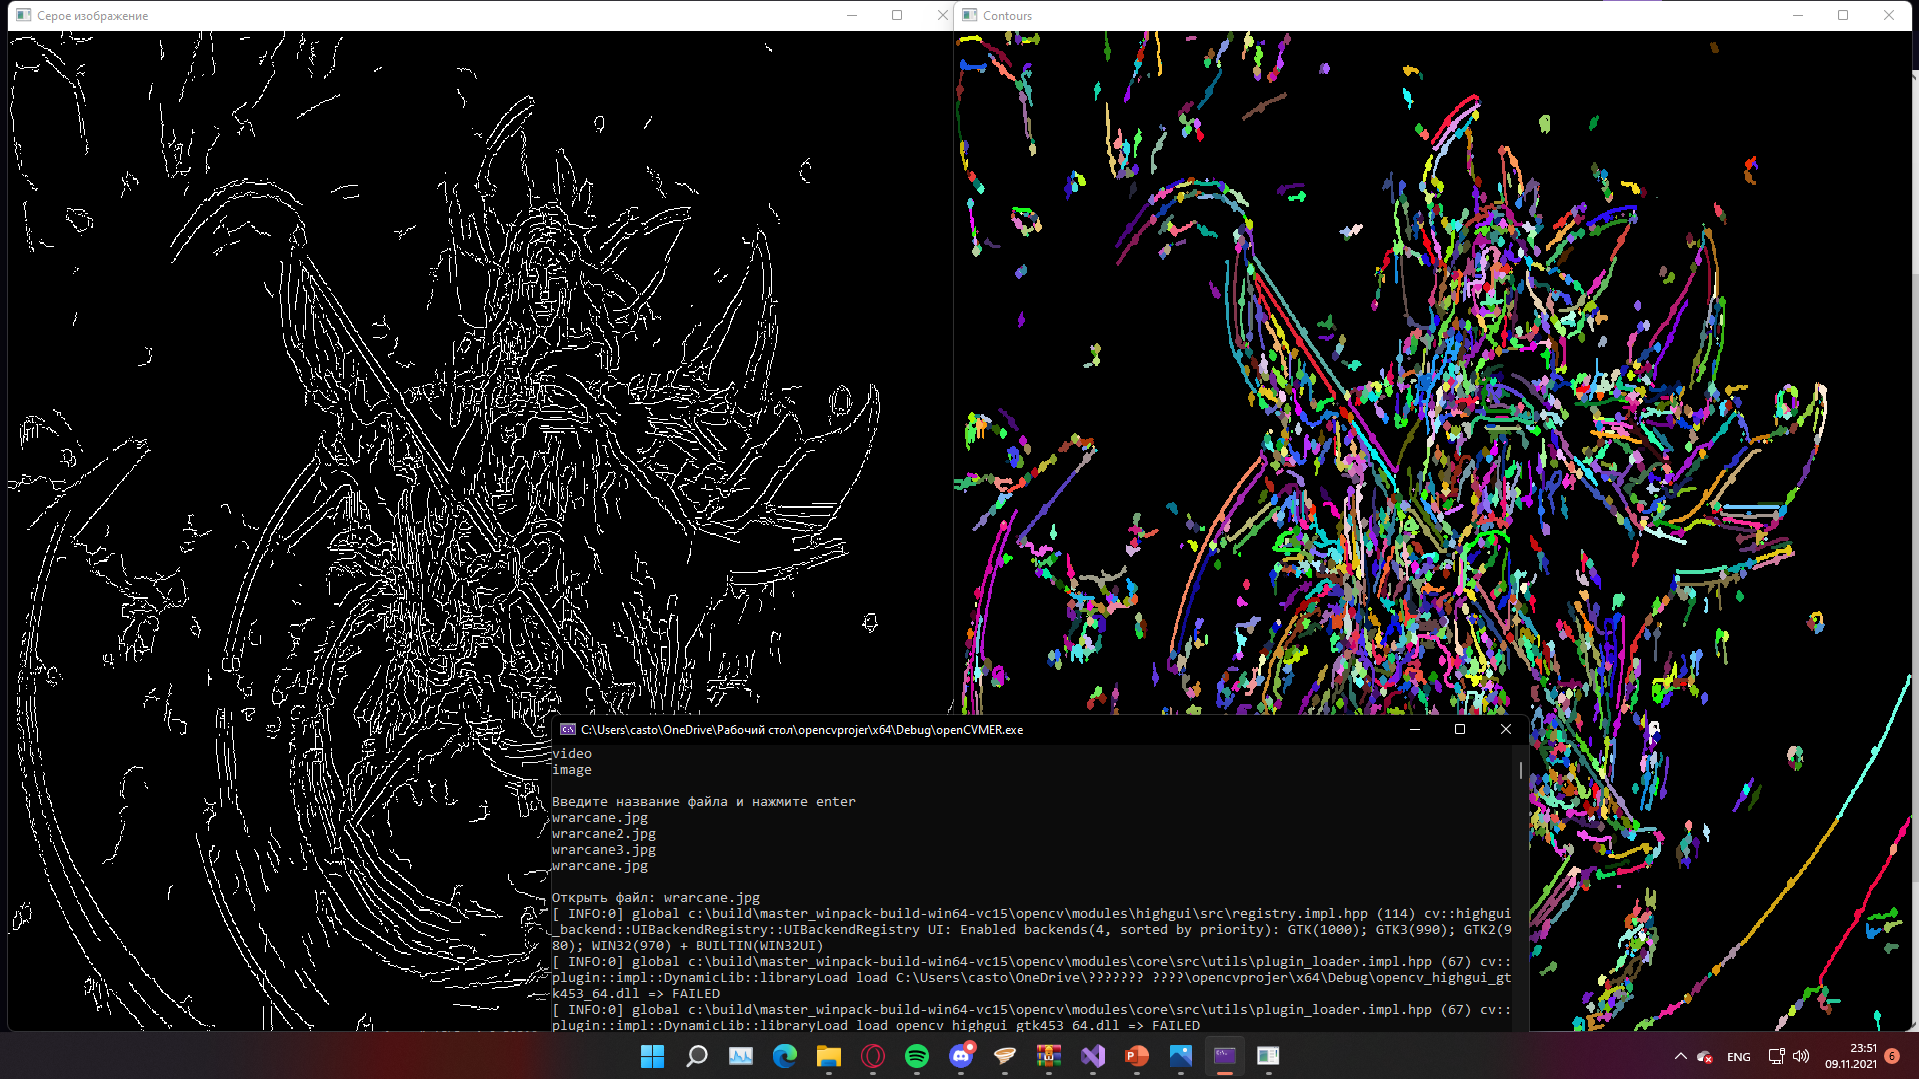 Серое изображение
Contours
C:\Users\casto\OneDrive\Рабочий стол\opencvprojer\x64\Debug\openCVMER.exe
video
image
Введите название файла и нажмите enter
wrarcane.jpg
wrarcane2.jpg
wrarcane3.jpg
wrarcane.jpg
Открыть файл: wrarcane.jpg
[ INFO:0] global c:\build\master_winpack-build-win64-vc15\opencv\modules\highgui\src\registry.impl.hpp (114) cv::highgui
_backend::UIBackendRegistry::UIBackendRegistry UI: Enabled backends(4, sorted by priority): GTK(1000); GTK3(990); GTK2(9
80); WIN32(970) + BUILTIN(WIN32UI)
[ INFO:0] global c:\build\master_winpack-build-win64-vc15\opencv\modules\core\src\utils\plugin_loader.impl.hpp (67) cv::
plugin::impl::DynamicLib::libraryLoad load C:\Users\casto\OneDrive\??????? ????\opencvprojer\x64\Debug\opencv_highgui_gt
k453_64.dll => FAILED
[ INFO:0] global c:\build\master_winpack-build-win64-vc15\opencv\modules\core\src\utils\plugin_loader.impl.hpp (67) cv::
plugin::impl::DynamicLib::libraryLoad load opencv_highgui_gtk453_64.dll => FAILED
ENG
23:51
09.11.2021
6